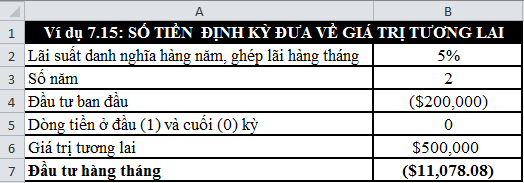 A B
1 Ví dụ 7.15: SỐ TIỀN ĐỊNH KỲ ĐƯA VỀ GIÁ TRỊ TƯƠNG LAI
2 Lãi suất danh nghĩa hàng năm, ghép lãi hàng tháng 5%
3 Số năm 2
4 Đầu tư ban đầu ($200,000)
5 Dòng tiền ở đầu (1) và cuối (0) kỳ 0
6 Giá trị tương lai $500,000
7 Đầu tư hàng tháng ($11,078.08)